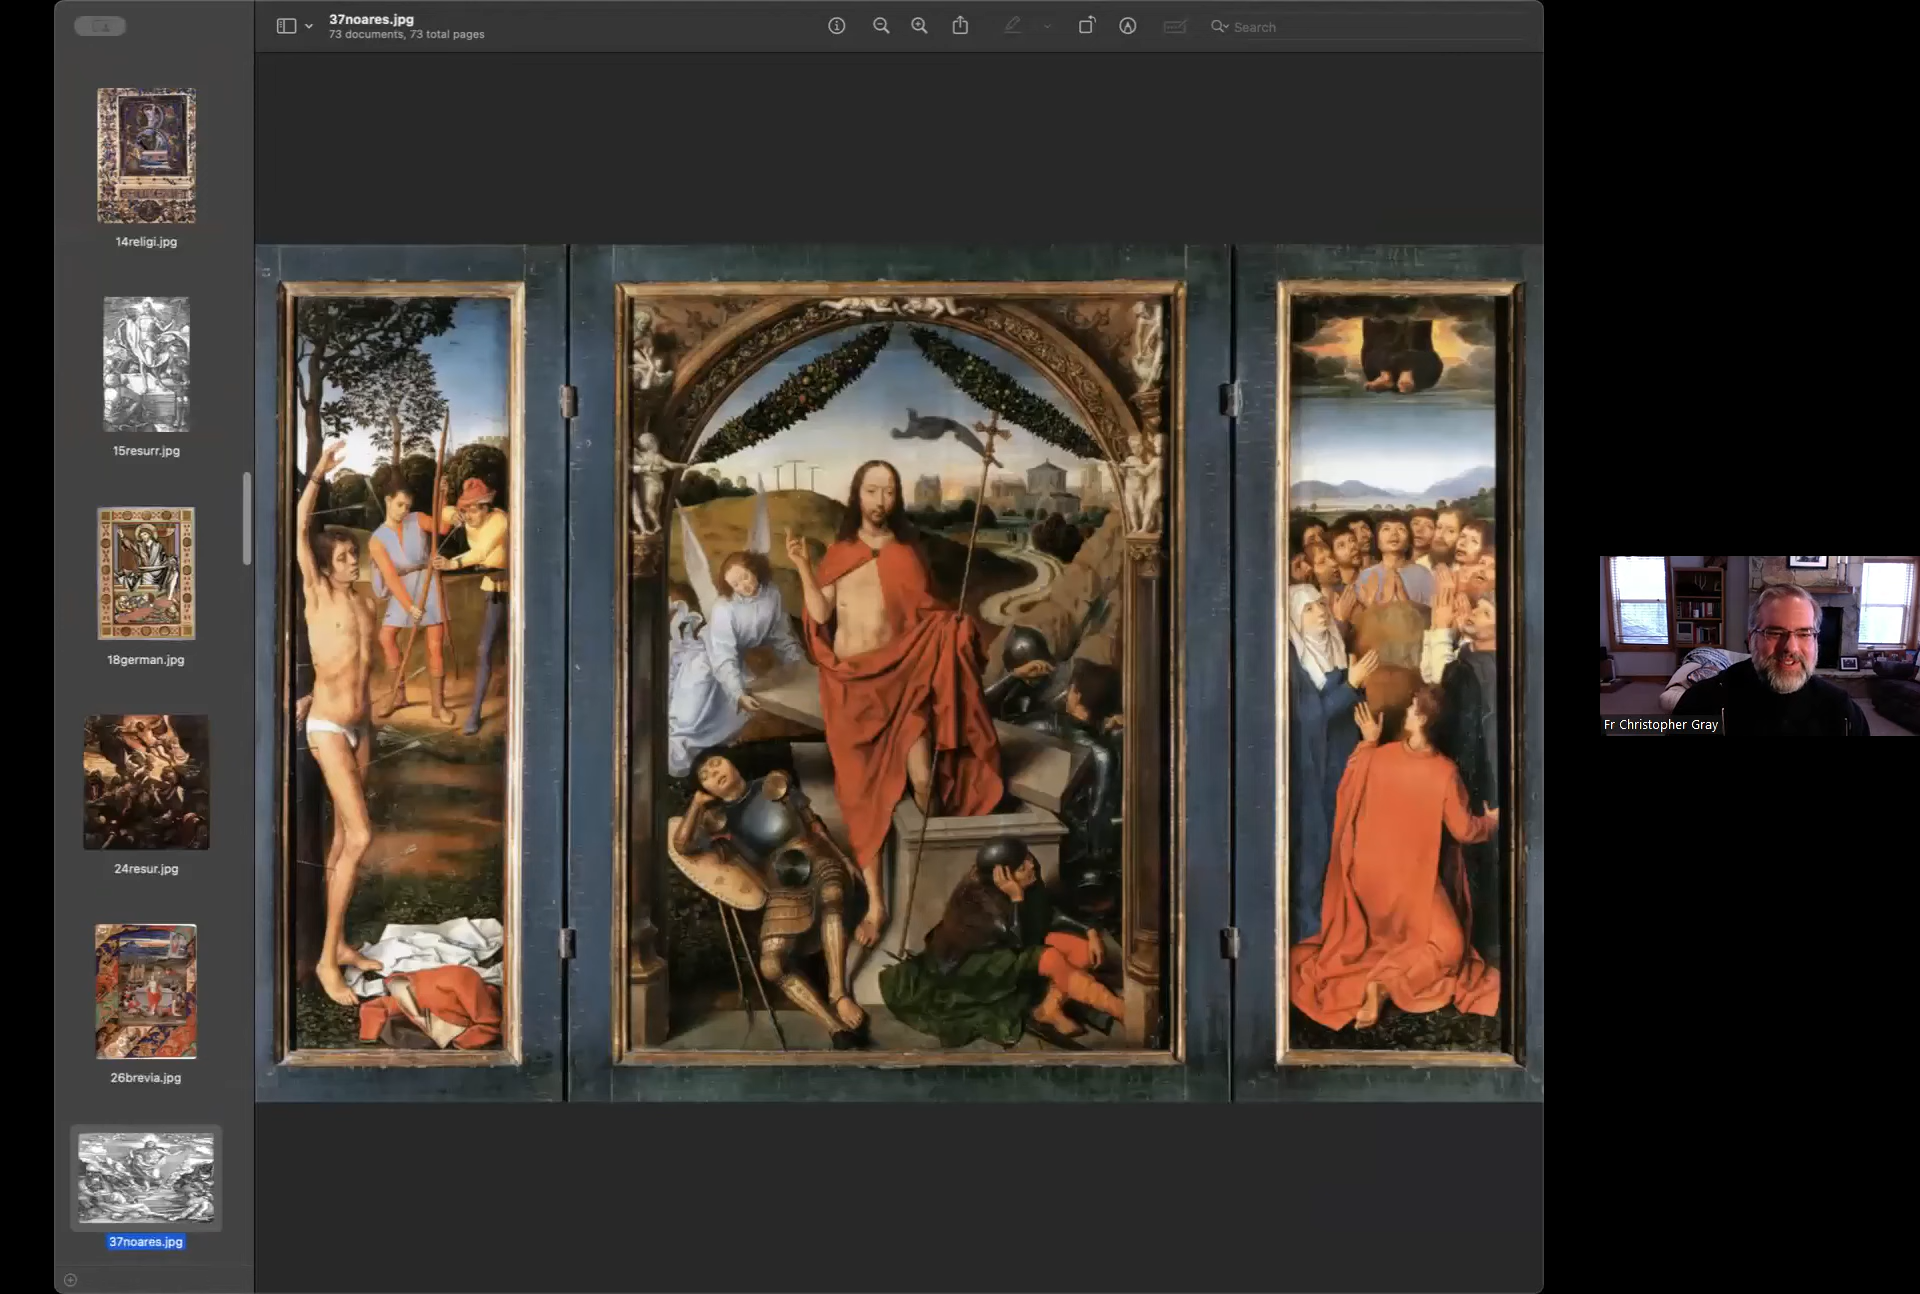 37noares.jpg
73 documents, 73 total pages
Search
14religi.jpg
15resurr.jpg
18german.jpg
24resur.jpg
26brevia.jpg
37noares.jpg
Fr Christopher Gray